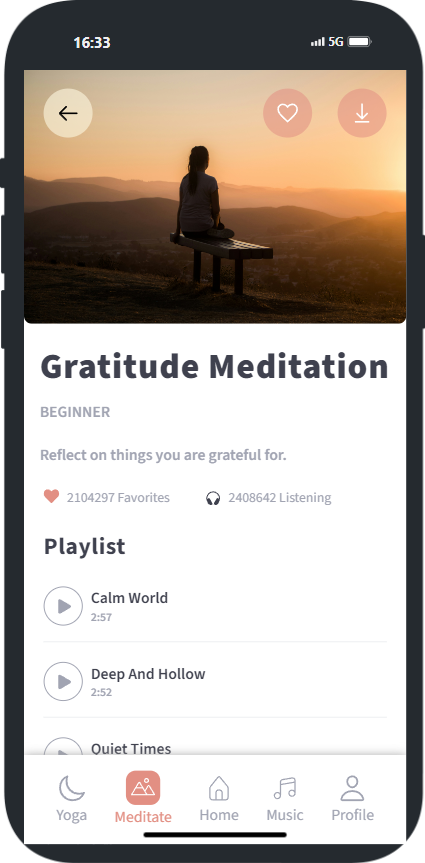 16:33 5G
Gratitude Meditation
BEGINNER
Reflect on things you are grateful for.
2104297 Favorites 2408642 Listening
Playlist
Calm World
2:57
Deep And Hollow
2:52
Quiet Times
Yoga Meditate Home Music Profile